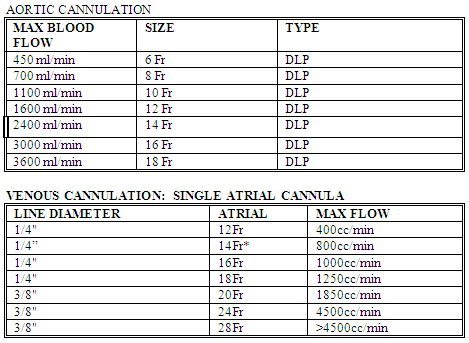 AORTIC CANNULATION
MAX BLOOD FLOW SIZE TYPE
450 ml/min 6 Fr DLP
700 ml/min 8 Fr DLP
1100 ml/min 10 Fr DLP
1600 ml/min 12 Fr DLP
2400 ml/min 14 Fr DLP
3000 ml/min 16 Fr DLP
3600 ml/min 18 Fr DLP
VENOUS CANNULATION: SINGLE ATRIAL CANNULA
LINE DIAMETER ATRIAL MAX FLOW
1/4" 12Fr 400cc/min
1/4” 14Fr* 800cc/min
1/4" 16Fr 1000cc/min
1/4" 18Fr 1250cc/min
3/8" 20Fr 1850cc/min
3/8" 24Fr 4500cc/min
3/8" 28Fr >4500cc/min